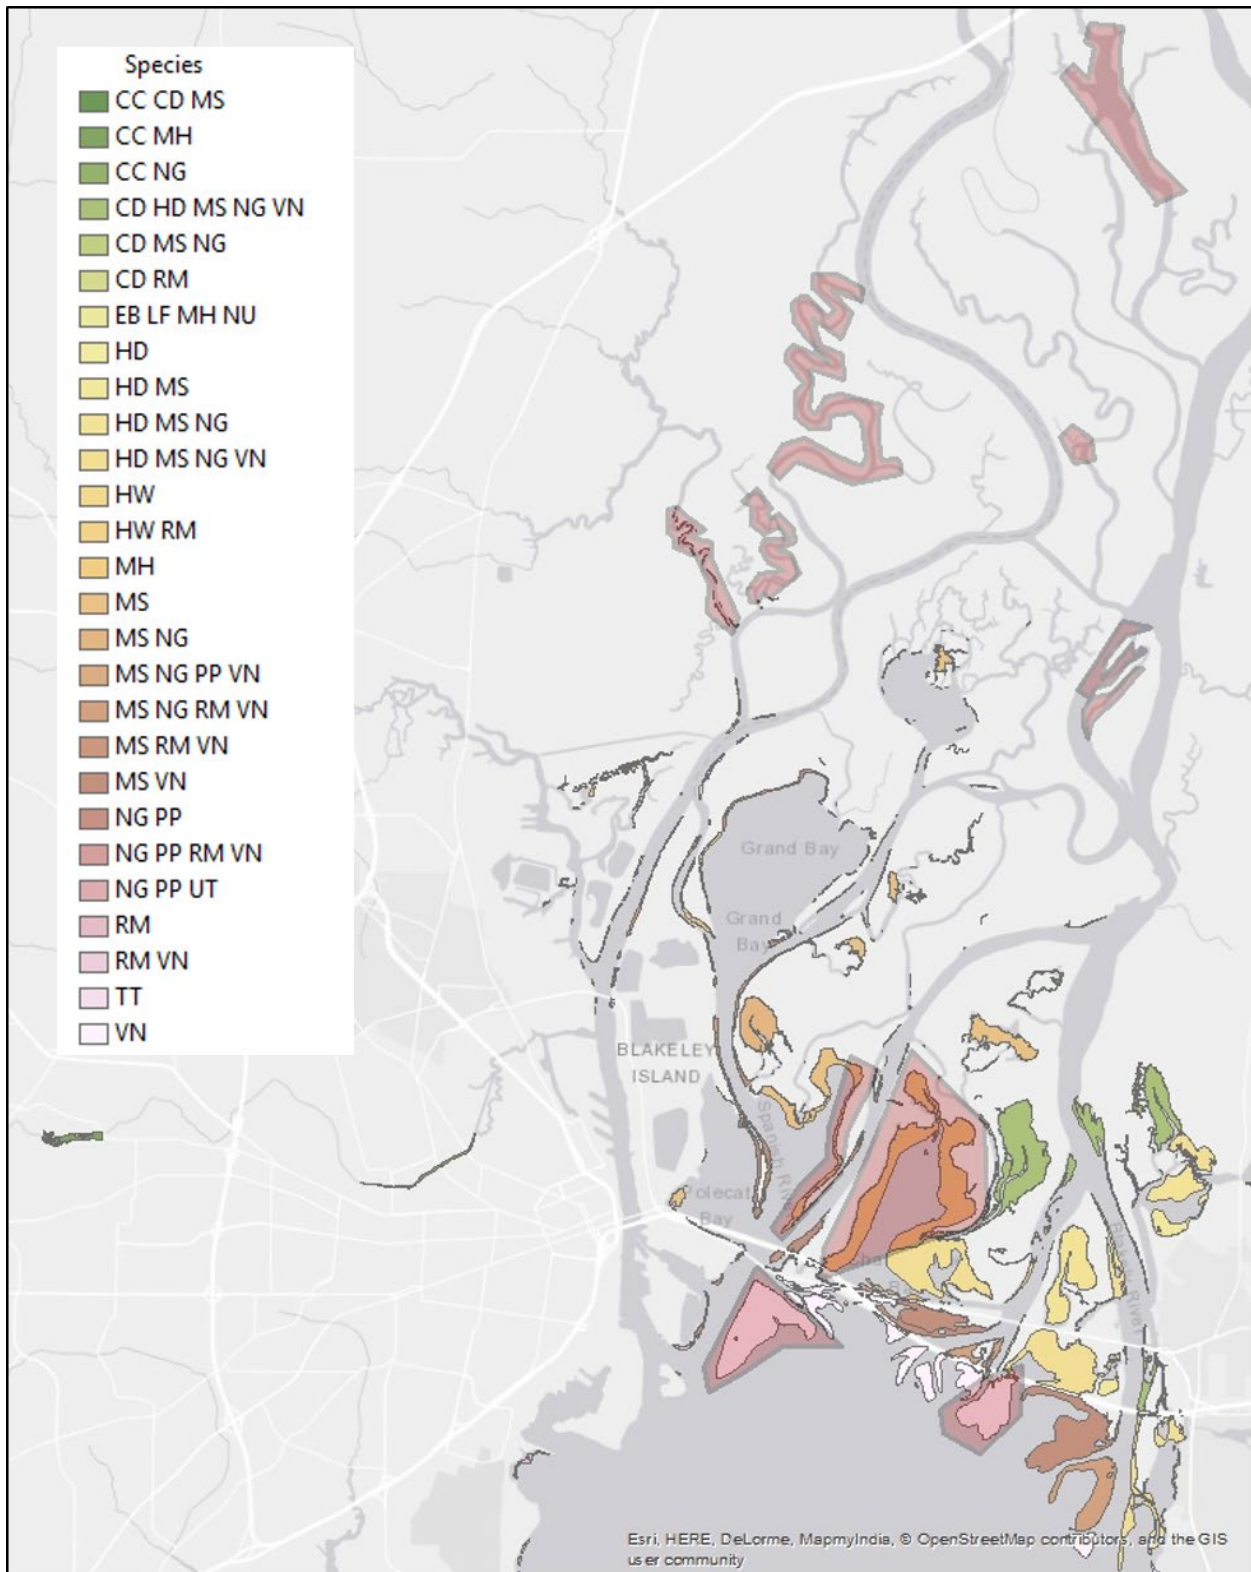 Species
CC CD MS
CC MH
CC NG
CD HD MS NG VN
CD MS NG
CD RM
EB LF MH NU
HD
HD MS
HD MS NG
HD MS NG VN
HW
HW RM
MH
MS
MS NG
MS NG PP VN
MS NG RM VN
MS RM VN
MS VN
NG PP
NG PP RM VN
NG PP UT
RM
RM VN
TT
VN
Grand Bay
Grand
Bay
BLAKELEY
ISLAND
Spanish River
Polecat
Bay
River
Esri, HERE, DeLorme, MapmyIndia, © OpenStreetMap contributors, and the GIS
user community